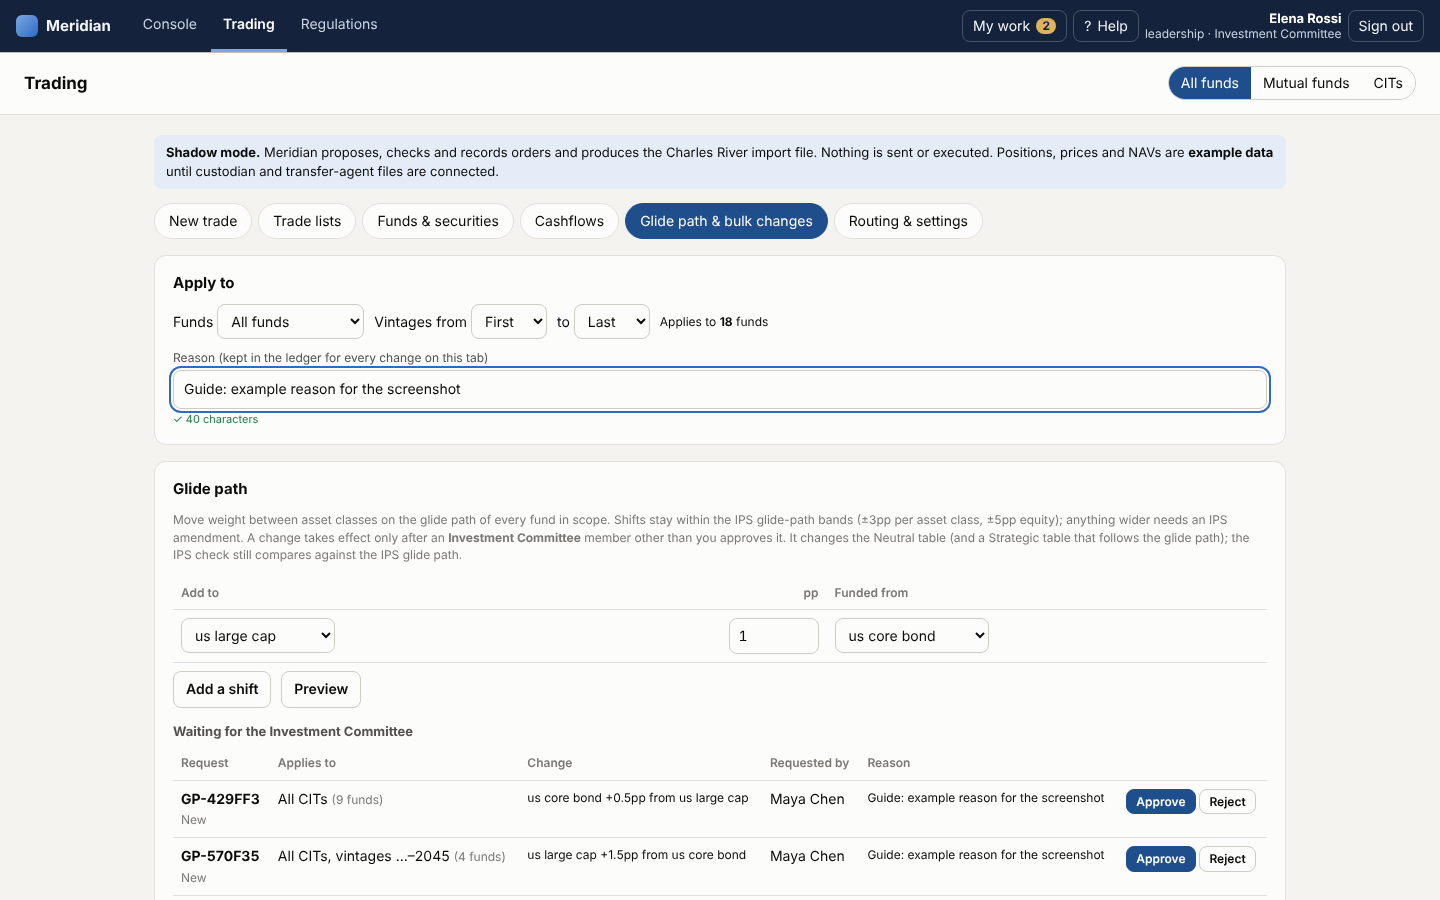 Meridian Console Trading Regulations My work 2 ? Help Elena Rossi Sign out
leadership · Investment Committee
Trading All funds Mutual funds CITs
Shadow mode. Meridian proposes, checks and records orders and produces the Charles River import file. Nothing is sent or executed. Positions, prices and NAVs are example data
until custodian and transfer-agent files are connected.
New trade Trade lists Funds & securities Cashflows Glide path & bulk changes Routing & settings
Apply to
Funds All funds Vintages from First to Last Applies to 18 funds
Reason (kept in the ledger for every change on this tab)
Guide: example reason for the screenshot
✓ 40 characters
Glide path
Move weight between asset classes on the glide path of every fund in scope. Shifts stay within the IPS glide-path bands (±3pp per asset class, ±5pp equity); anything wider needs an IPS
amendment. A change takes effect only after an Investment Committee member other than you approves it. It changes the Neutral table (and a Strategic table that follows the glide path); the
IPS check still compares against the IPS glide path.
Add to pp Funded from
us large cap 1 us core bond
Add a shift Preview
Waiting for the Investment Committee
Request Applies to Change Requested by Reason
GP-429FF3 All CITs (9 funds) us core bond +0.5pp from us large cap Maya Chen Guide: example reason for the screenshot Approve Reject
New
GP-570F35 All CITs, vintages ...–2045 (4 funds) us large cap +1.5pp from us core bond Maya Chen Guide: example reason for the screenshot Approve Reject
New